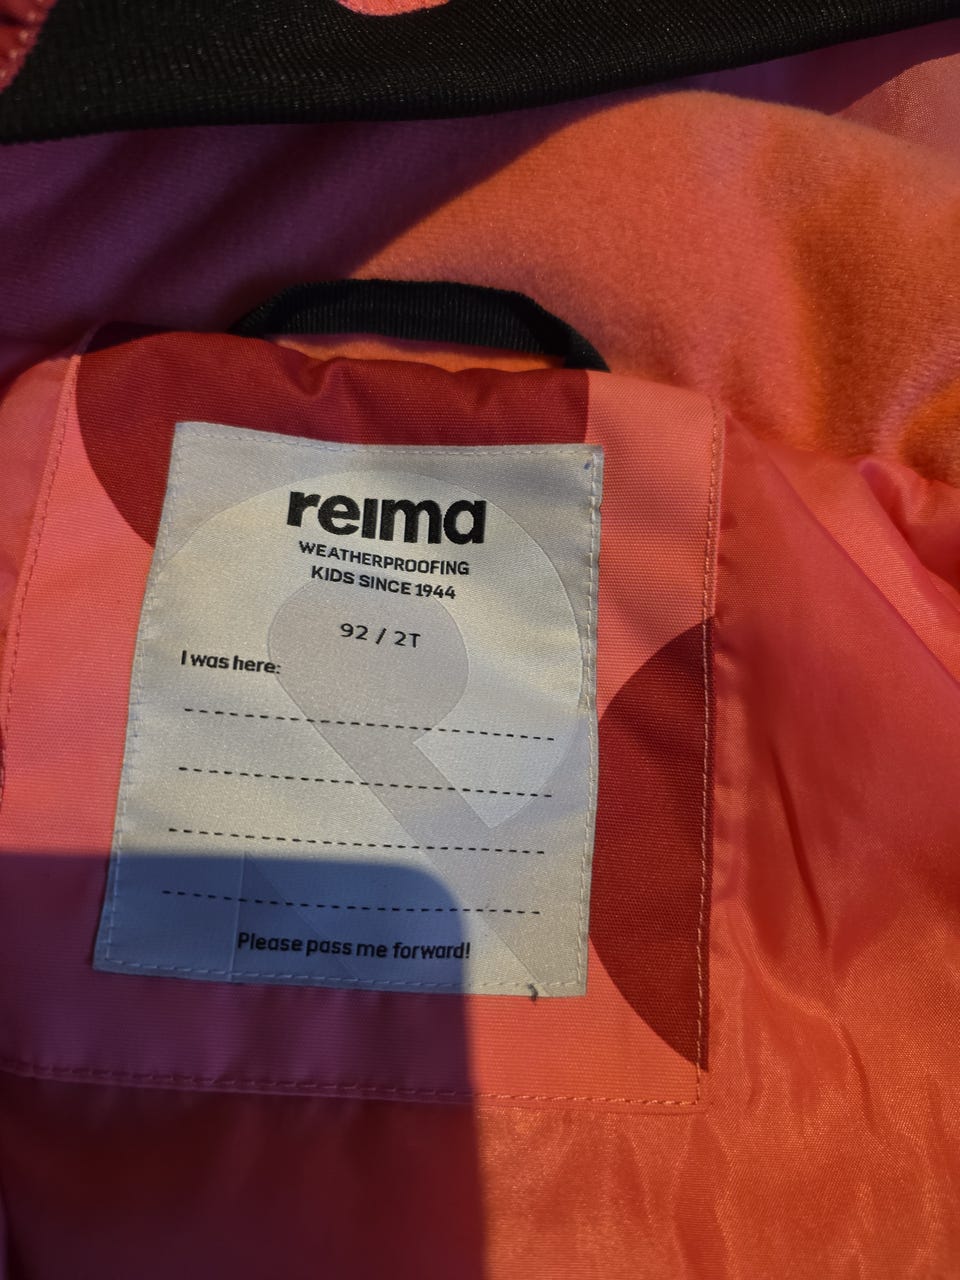 reima
WEATHERPROOFING
KIDS SINCE 1944
92 / 2T
I was here:
Please pass me forward!